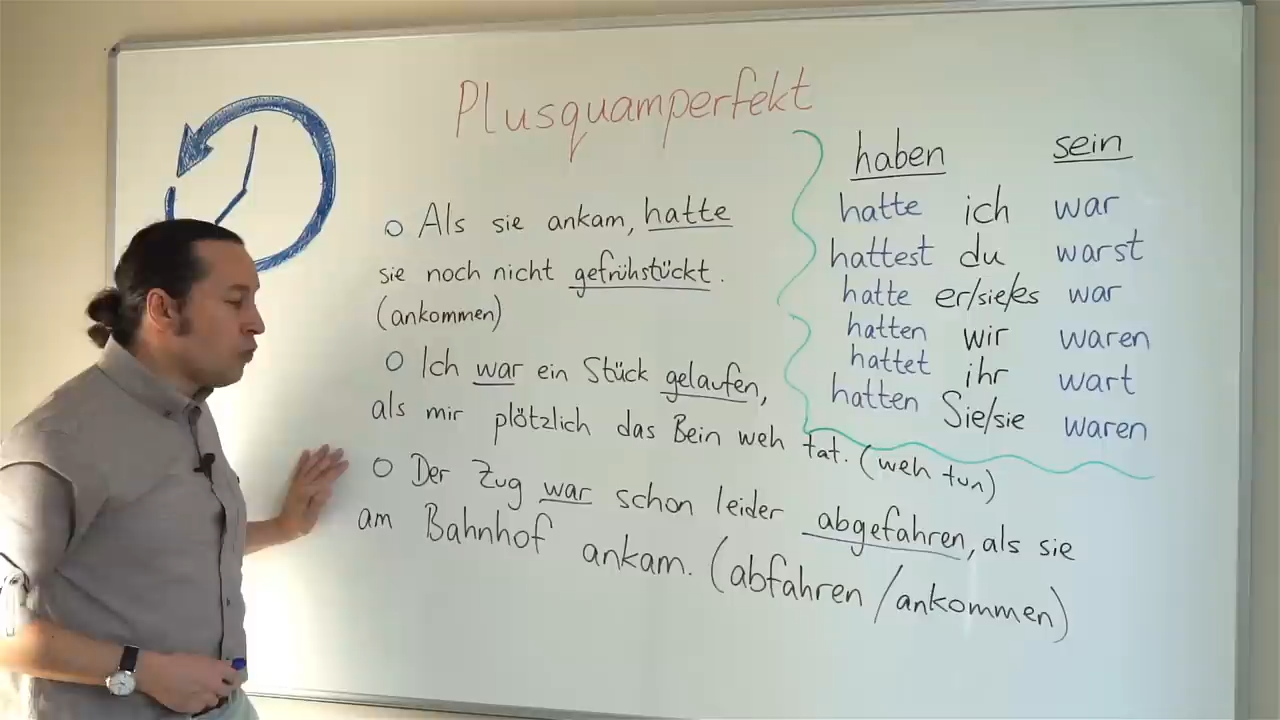 Plusquamperfekt
o Als sie ankam, hatte
sie noch nicht gefrühstückt.
(ankommen)
o Ich war ein Stück gelaufen,
als mir plötzlich das Bein weh tat. (weh tun)
o Der Zug war schon leider abgefahren, als sie
am Bahnhof ankam. (abfahren/ankommen)
haben sein
hatte ich war
hattest du warst
hatte er/sie/es war
hatten wir waren
hattet ihr wart
hatten Sie/sie waren